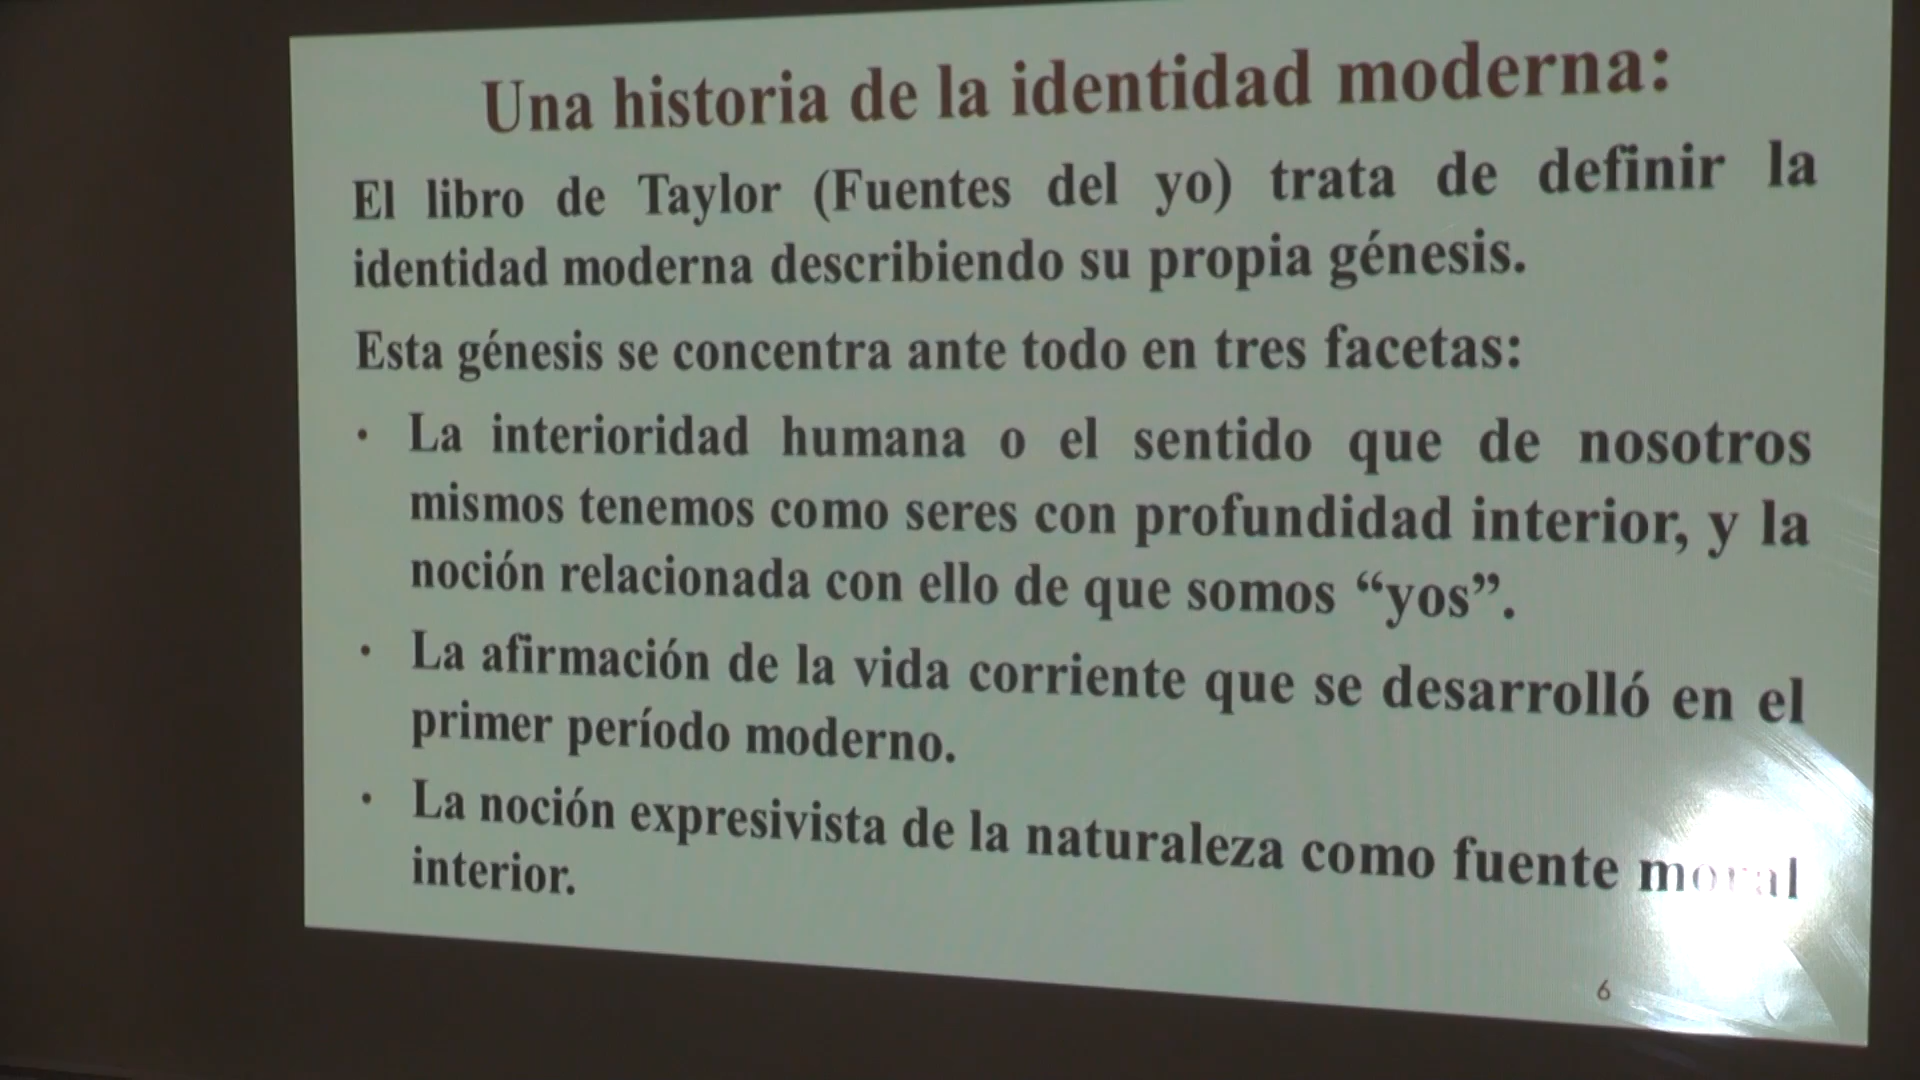 Una historia de la identidad moderna:
El libro de Taylor (Fuentes del yo) trata de definir la
identidad moderna describiendo su propia génesis.
Esta génesis se concentra ante todo en tres facetas:
· La interioridad humana o el sentido que de nosotros
mismos tenemos como seres con profundidad interior, y la
noción relacionada con ello de que somos “yos”.
· La afirmación de la vida corriente que se desarrolló en el
primer período moderno.
· La noción expresivista de la naturaleza como fuente moral
interior.
6